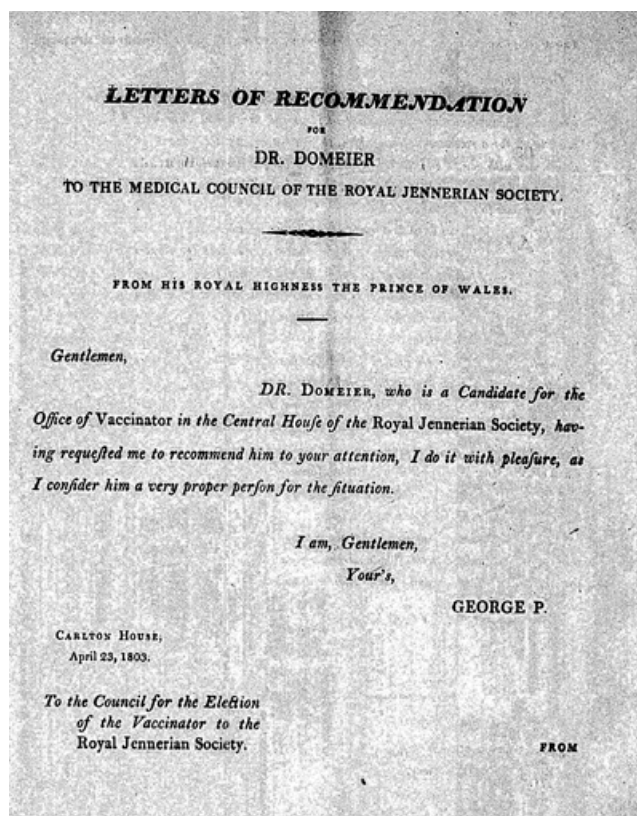 LETTERS OF RECOMMENDATION
FOR
DR. DOMEIER
TO THE MEDICAL COUNCIL OF THE ROYAL JENNERIAN SOCIETY.
FROM HIS ROYAL HIGHNESS THE PRINCE OF WALES.
Gentlemen,
DR. DOMEIER, who is a Candidate for the
Office of Vaccinator in the Central Houſe of the Royal Jennerian Society, hav-
ing requeſted me to recommend him to your attention, I do it with pleaſure, as
I conſider him a very proper perſon for the ſituation.
I am, Gentlemen,
Your's,
GEORGE P.
CARLTON HOUSE,
April 23, 1803.
To the Council for the Election
of the Vaccinator to the
Royal Jennerian Society.
FROM